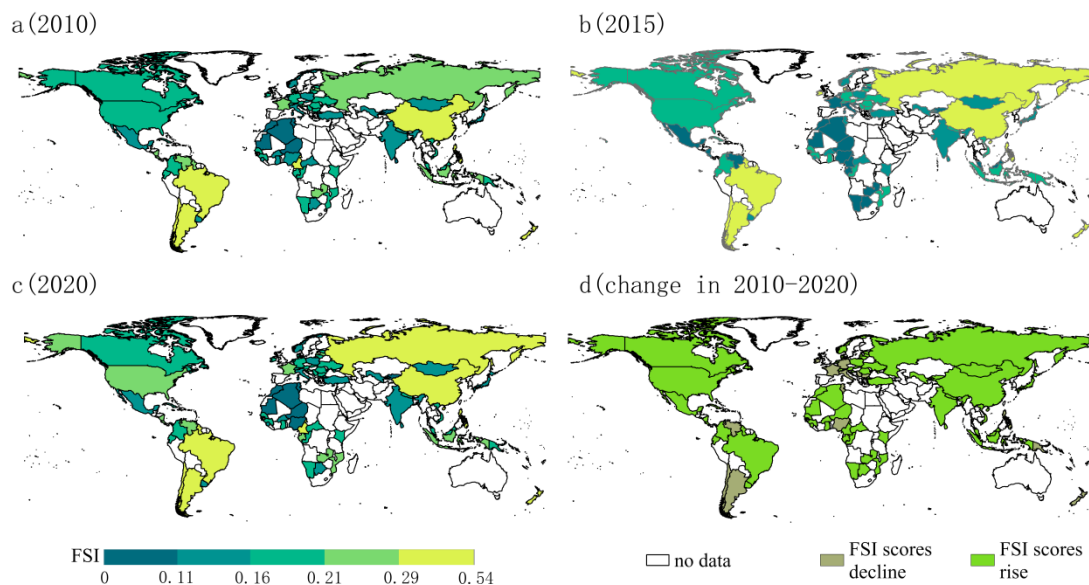 a(2010)
b(2015)
c(2020)
d(change in 2010-2020)
FSI
0 0.11 0.16 0.21 0.29 0.54
no data
FSI scores
decline
FSI scores
rise